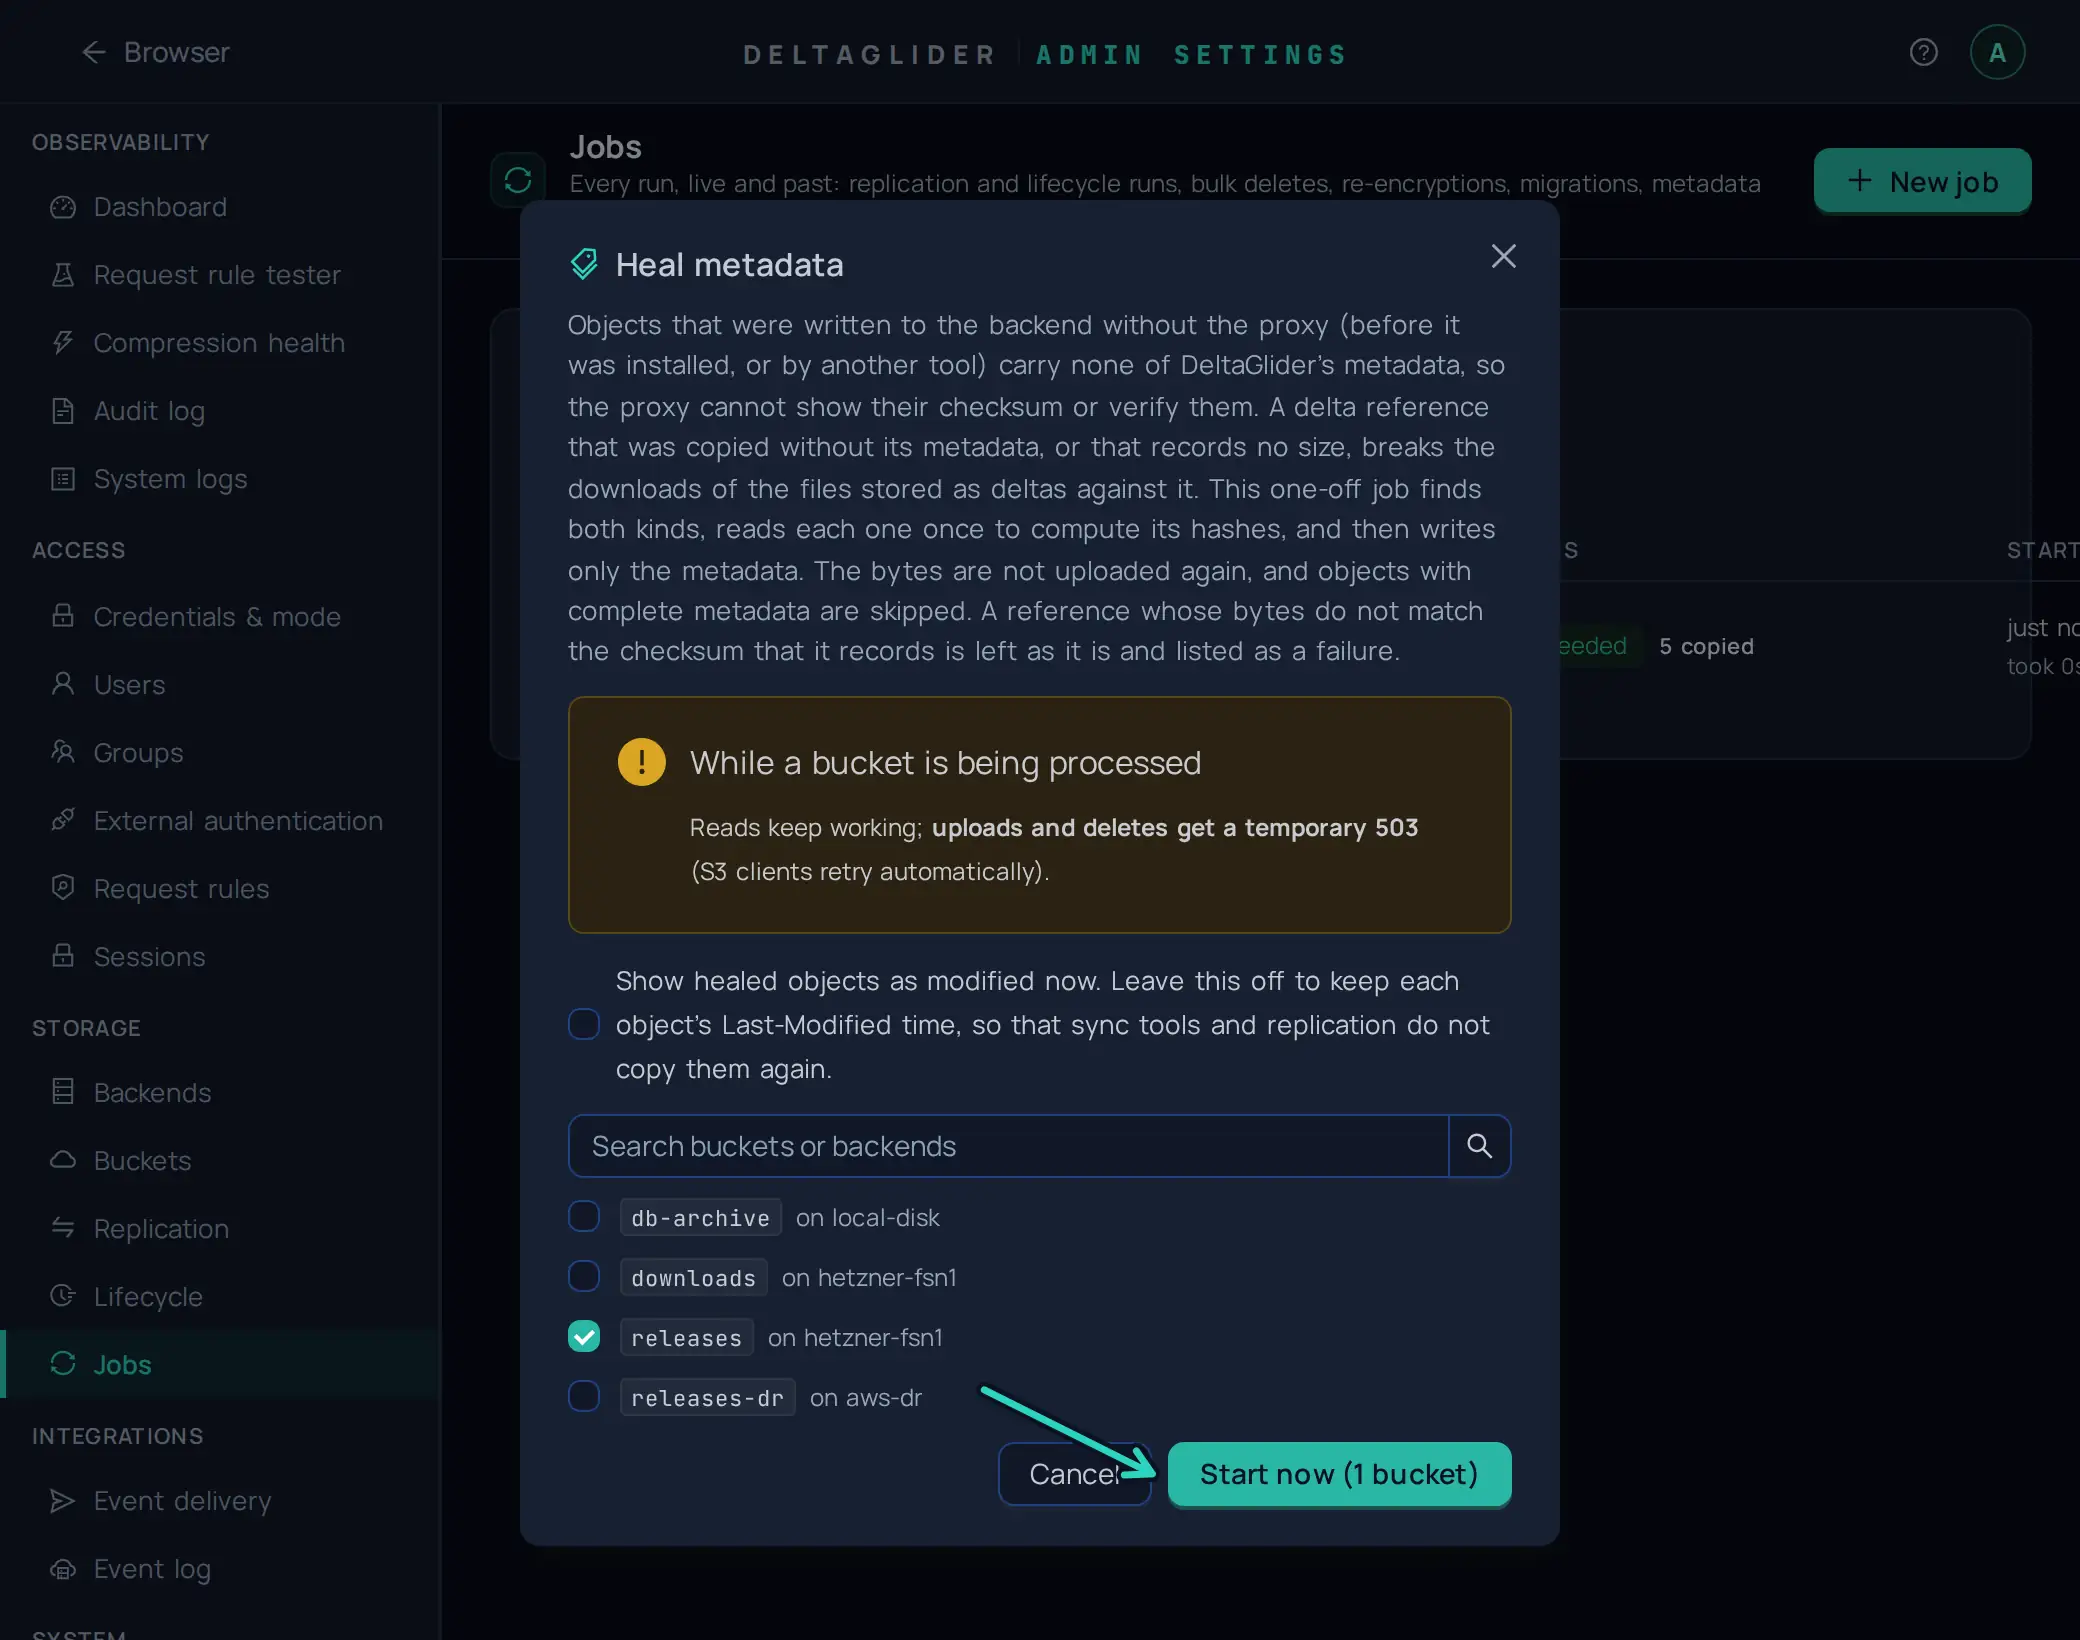 Browser
DELTAGLIDER ADMIN SETTINGS
A
OBSERVABILITY
Dashboard
Request rule tester
Compression health
Audit log
System logs
ACCESS
Credentials & mode
Users
Groups
External authentication
Request rules
Sessions
STORAGE
Backends
Buckets
Replication
Lifecycle
Jobs
INTEGRATIONS
Event delivery
Event log
SYSTEM
Jobs
Every run, live and past: replication and lifecycle runs, bulk deletes, re-encryptions, migrations, metadata
+ New job
S
START
eeded 5 copied
just no
took 0s
Heal metadata
Objects that were written to the backend without the proxy (before it
was installed, or by another tool) carry none of DeltaGlider's metadata, so
the proxy cannot show their checksum or verify them. A delta reference
that was copied without its metadata, or that records no size, breaks the
downloads of the files stored as deltas against it. This one-off job finds
both kinds, reads each one once to compute its hashes, and then writes
only the metadata. The bytes are not uploaded again, and objects with
complete metadata are skipped. A reference whose bytes do not match
the checksum that it records is left as it is and listed as a failure.
While a bucket is being processed
Reads keep working; uploads and deletes get a temporary 503
(S3 clients retry automatically).
Show healed objects as modified now. Leave this off to keep each
object's Last-Modified time, so that sync tools and replication do not
copy them again.
Search buckets or backends
db-archive on local-disk
downloads on hetzner-fsn1
releases on hetzner-fsn1
releases-dr on aws-dr
Cancel
Start now (1 bucket)